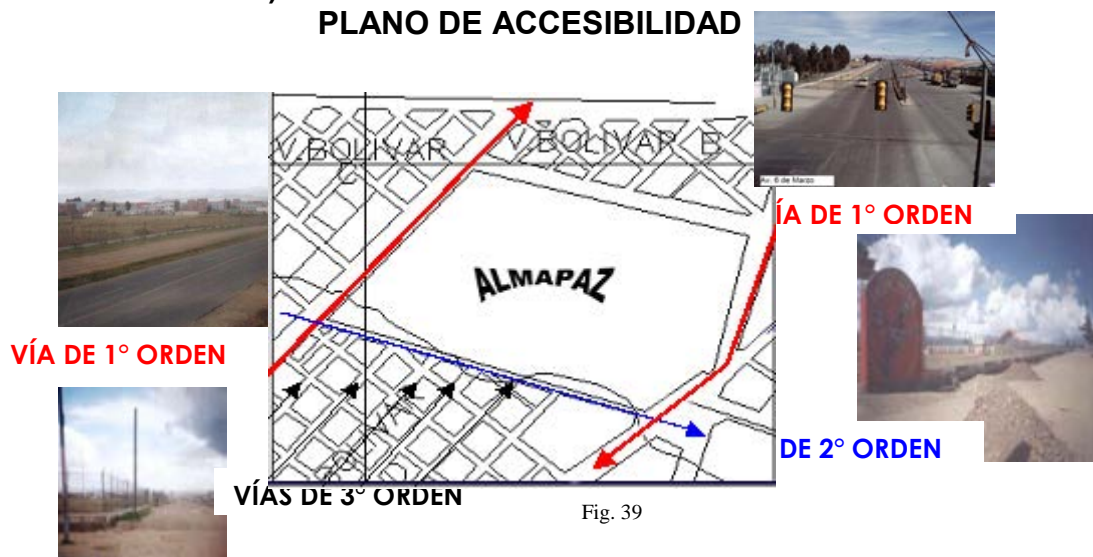 PLANO DE ACCESIBILIDAD
V.BOLIVAR
V.BOLIVAR B
C
Av. 6 de Marzo
ÍA DE 1° ORDEN
ALMAPAZ
VÍA DE 1° ORDEN
DE 2° ORDEN
VÍAS DE 3° ORDEN
Fig. 39